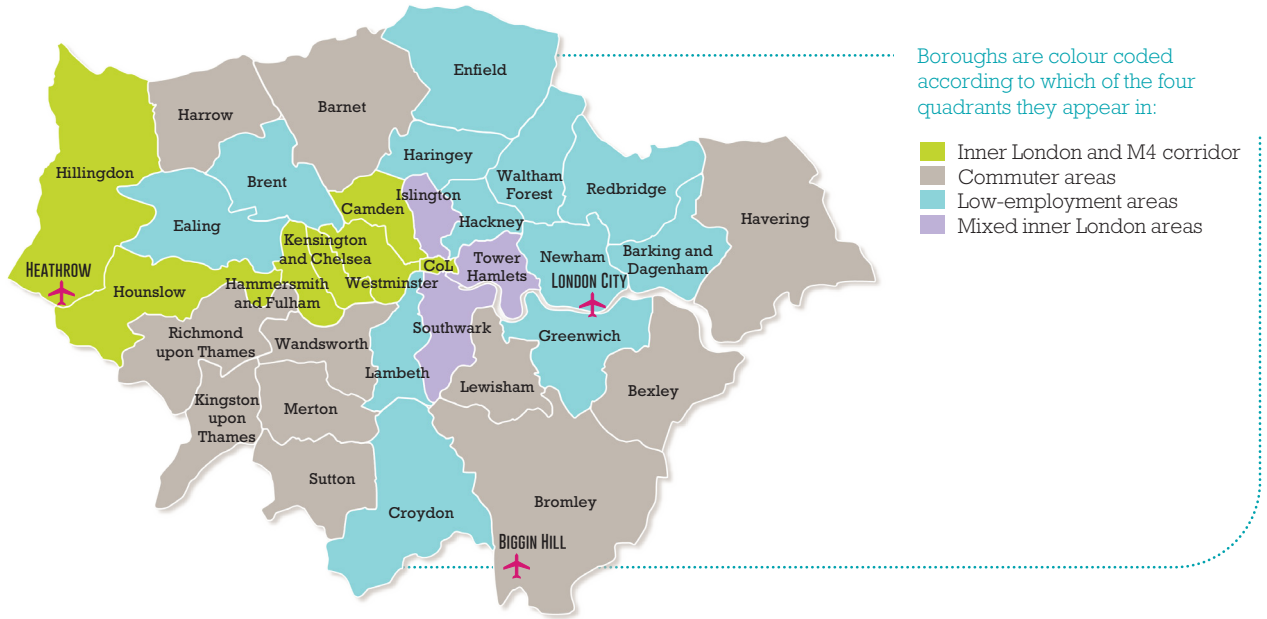 Boroughs are colour coded
according to which of the four
quadrants they appear in:
Inner London and M4 corridor
Commuter areas
Low-employment areas
Mixed inner London areas
Enfield
Harrow
Barnet
Haringey
Hillingdon
Brent
Waltham
Forest
Redbridge
Islington
Camden
Hackney
Havering
Ealing
Kensington
and Chelsea
CoL
Tower
Hamlets
Newham
Barking and
Dagenham
HEATHROW
Hounslow
Hammersmith
and Fulham
Westminster
LONDON CITY
Richmond
upon Thames
Wandsworth
Southwark
Greenwich
Lambeth
Lewisham
Bexley
Kingston
upon
Thames
Merton
Sutton
Croydon
Bromley
BIGGIN HILL